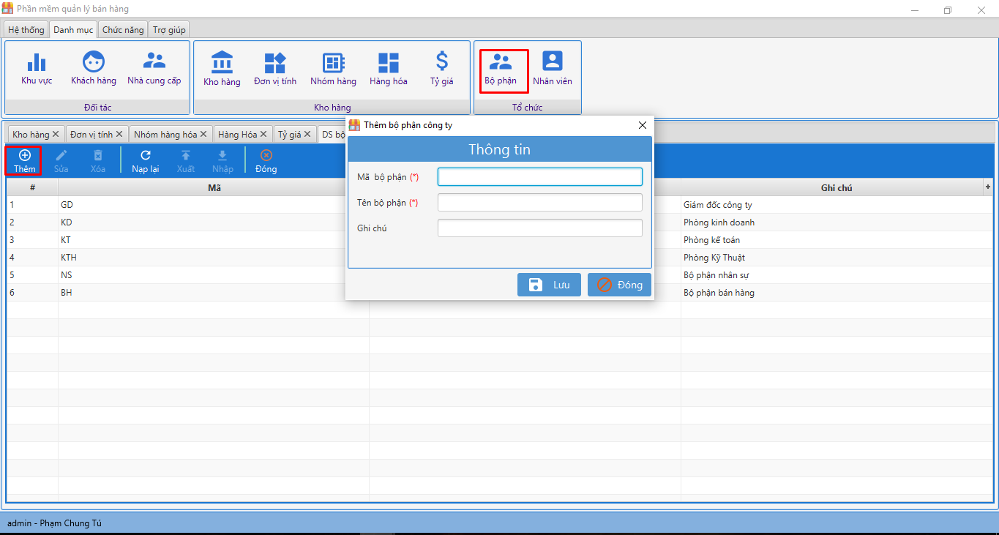 Phần mềm quản lý bán hàng
Hệ thống Danh mục Chức năng Trợ giúp
Khu vực Khách hàng Nhà cung cấp Kho hàng Đơn vị tính Nhóm hàng Hàng hóa Tỷ giá Bộ phận Nhân viên
Đối tác Kho hàng Tổ chức
Kho hàng Đơn vị tính Nhóm hàng hóa Hàng Hóa Tỷ giá DS bộ
Thêm Sửa Xóa Nạp lại Xuất Nhập Đóng
# Mã Ghi chú +
1 GD Giám đốc công ty
2 KD Phòng kinh doanh
3 KT Phòng kế toán
4 KTH Phòng Kỹ Thuật
5 NS Bộ phận nhân sự
6 BH Bộ phận bán hàng
Thêm bộ phận công ty
Thông tin
Mã bộ phận (*)
Tên bộ phận (*)
Ghi chú
Lưu Đóng
admin - Phạm Chung Tú